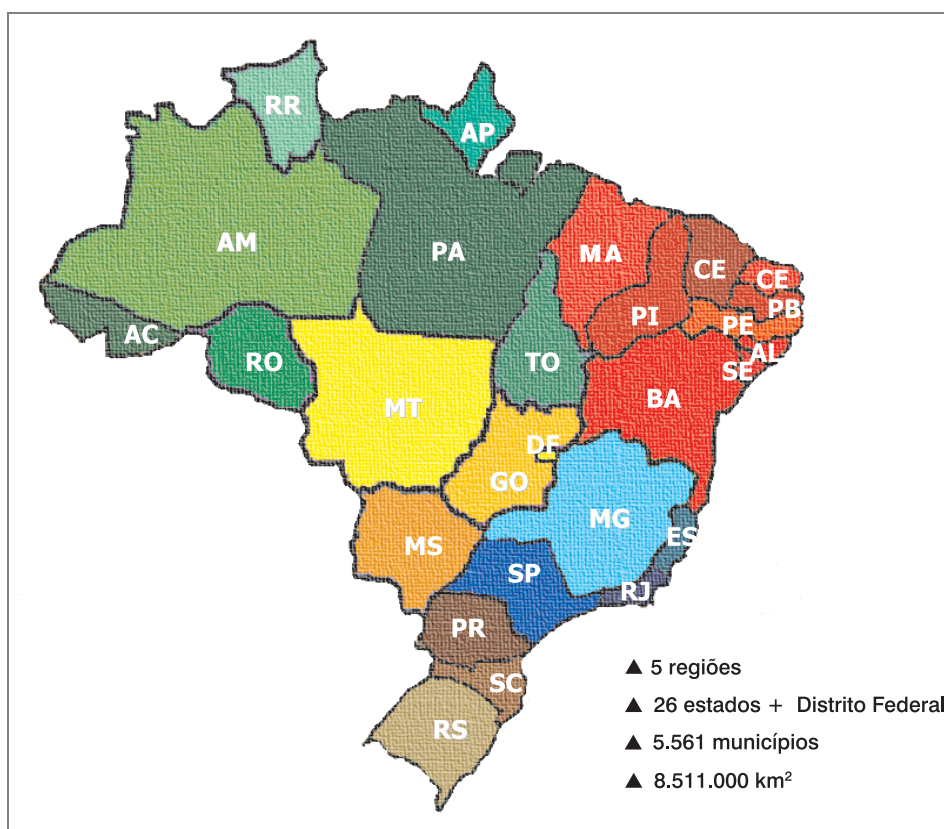 RR
AP
AM
PA
MA
CE
CE
PB
PI
PE
AC
RO
TO
AL
SE
MT
BA
DF
GO
MG
ES
MS
SP
RJ
PR
SC
RS
▲ 5 regiões
▲ 26 estados + Distrito Federal
▲ 5.561 municípios
▲ 8.511.000 km²